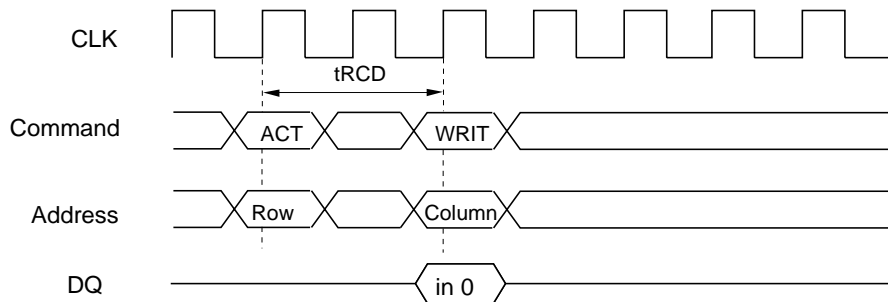 CLK
tRCD
Command ACT WRIT
Address Row Column
DQ in 0